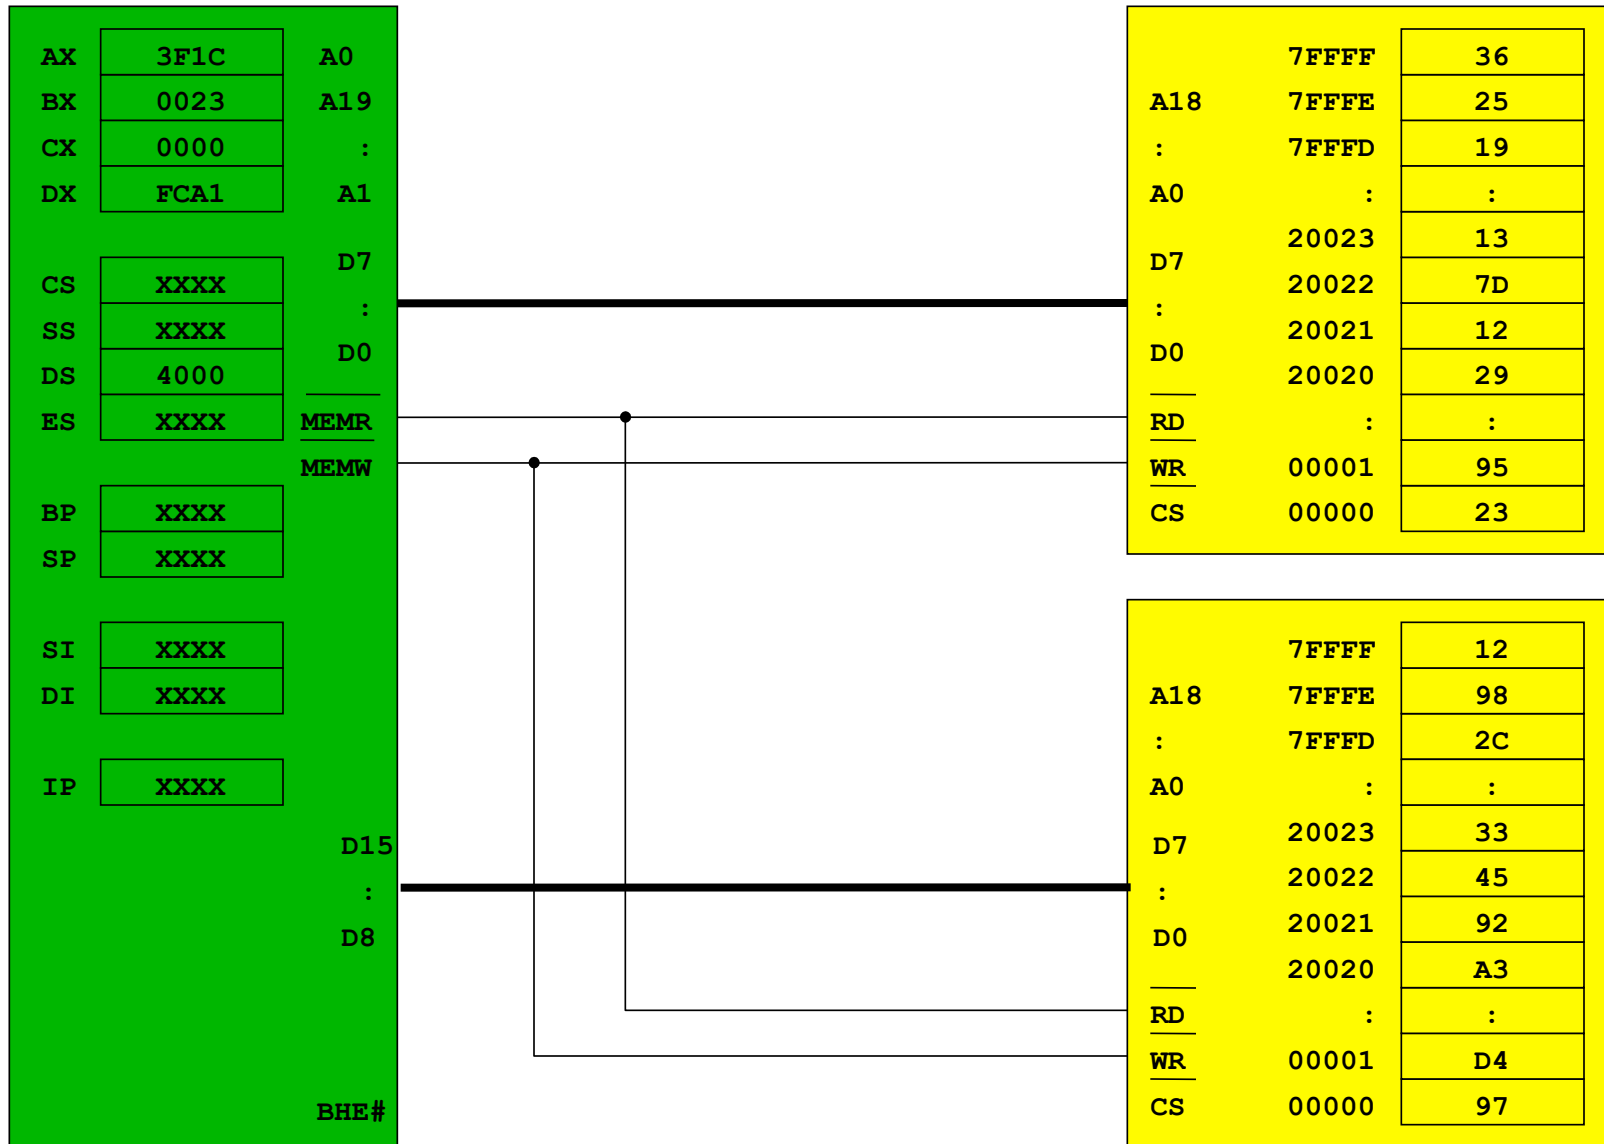 AX 3F1C A0
BX 0023 A19
CX 0000 :
DX FCA1 A1
D7
CS XXXX
:
SS XXXX
D0
DS 4000
ES XXXX MEMR
MEMW
BP XXXX
SP XXXX
SI XXXX
DI XXXX
IP XXXX
D15
:
D8
BHE#
7FFFF 36
A18 7FFFE 25
: 7FFFD 19
A0 : :
20023 13
D7
20022 7D
:
20021 12
D0
20020 29
RD : :
WR 00001 95
CS 00000 23
7FFFF 12
A18 7FFFE 98
: 7FFFD 2C
A0 : :
20023 33
D7
20022 45
:
20021 92
D0
20020 A3
RD : :
WR 00001 D4
CS 00000 97